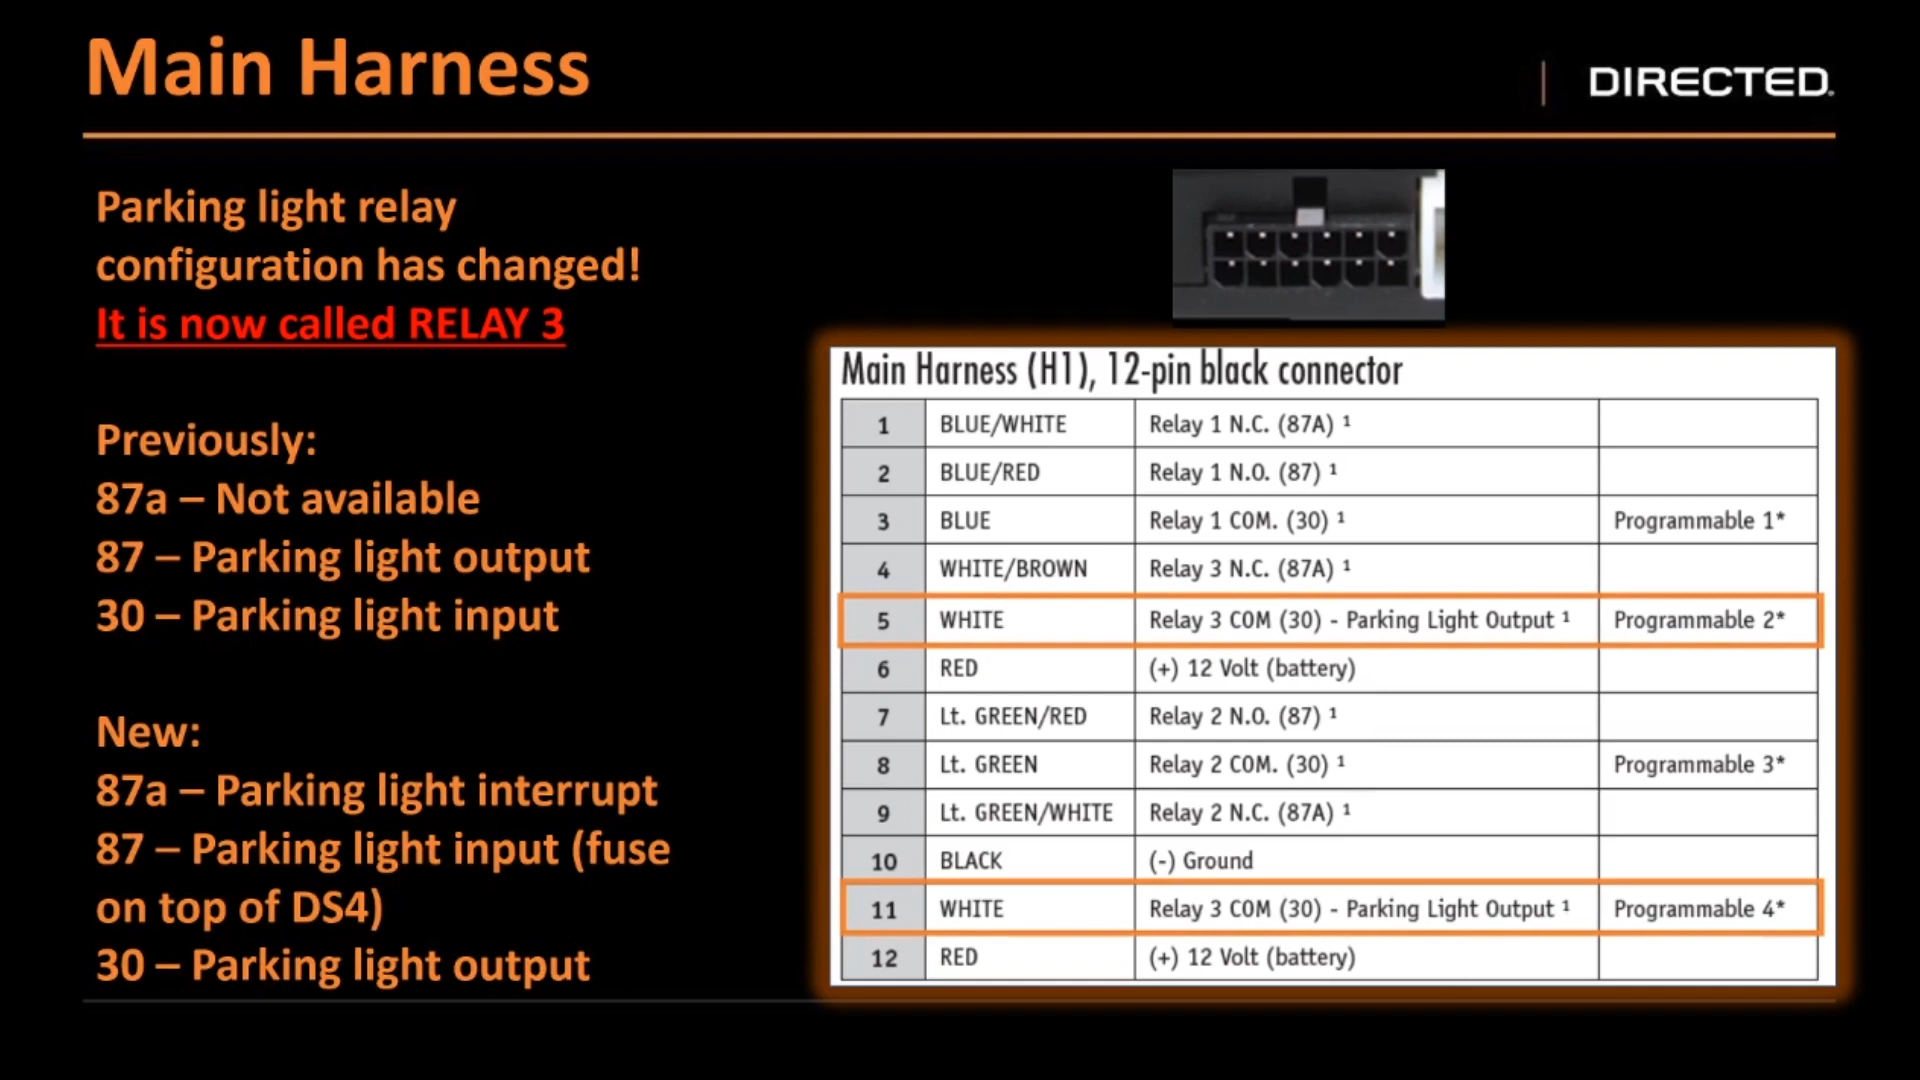 Main Harness
DIRECTED.
Parking light relay
configuration has changed!
It is now called RELAY 3
Previously:
87a – Not available
87 – Parking light output
30 – Parking light input
New:
87a – Parking light interrupt
87 – Parking light input (fuse
on top of DS4)
30 – Parking light output
Main Harness (H1), 12-pin black connector
1 BLUE/WHITE Relay 1 N.C. (87A) ¹
2 BLUE/RED Relay 1 N.O. (87) ¹
3 BLUE Relay 1 COM. (30) ¹ Programmable 1*
4 WHITE/BROWN Relay 3 N.C. (87A) ¹
5 WHITE Relay 3 COM (30) - Parking Light Output ¹ Programmable 2*
6 RED (+) 12 Volt (battery)
7 Lt. GREEN/RED Relay 2 N.O. (87) ¹
8 Lt. GREEN Relay 2 COM. (30) ¹ Programmable 3*
9 Lt. GREEN/WHITE Relay 2 N.C. (87A) ¹
10 BLACK (-) Ground
11 WHITE Relay 3 COM (30) - Parking Light Output ¹ Programmable 4*
12 RED (+) 12 Volt (battery)